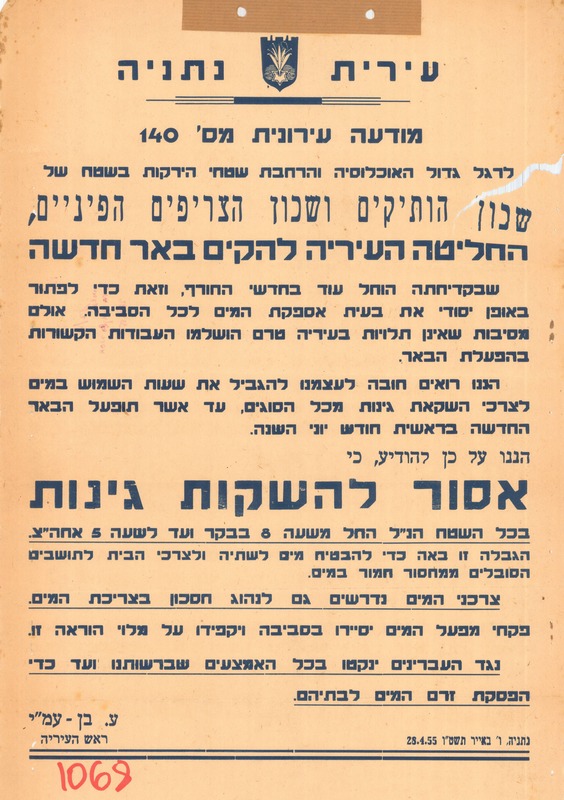 עירית נתניה
מודעה עירונית מס' 140
לרגל גדול האוכלוסיה והרחבת שטחי הירקות בשטח של
שכון הותיקים ושכון הצריפים הפיניים,
החליטה העיריה להקים באר חדשה
שבקדיחתה הוחל עוד בחדשי החורף, וזאת כדי לפתור
באופן יסודי את בעית אספקת המים לכל הסביבה. אולם
מסיבות שאינן תלויות בעיריה טרם הושלמו העבודות הקשורות
בהפעלת הבאר.
הננו רואים חובה לעצמנו להגביל את שעות השמוש במים
לצרכי השקאת גינות מכל הסוגים, עד אשר תופעל הבאר
החדשה בראשית חודש יוני השנה.
הננו על כן להודיע, כי
אסור להשקות גינות
בכל השטח הנ"ל החל משעה 8 בבקר ועד לשעה 5 אחה"צ.
הגבלה זו באה כדי להבטיח מים לשתיה ולצרכי הבית לתושבים
הסובלים ממחסור חמור במים.
צרכני המים נדרשים גם לנהוג חסכון בצריכת המים.
פקחי מפעל המים יסיירו בסביבה ויקפידו על מלוי הוראה זו.
נגד העברינים ינקטו בכל האמצעים שברשותנו ועד כדי
הפסקת זרם המים לבתיהם.
ע. בן - עמ"י
ראש העיריה
נתניה, ו' באייר תשט"ו 28.4.55
1068